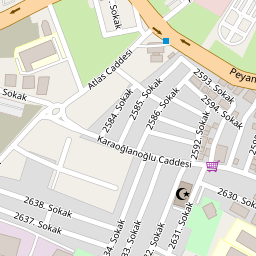 Sokak
Atlas Caddesi
Sokak
2593. Sokak
Peyan
2594. Sokak
2584. Sokak
2585. Sokak
2586. Sokak
2592. Sokak
Karaoğlanoğlu Caddesi
2630. Sokak
2638. Sokak
2637. Sokak
2631. Sokak